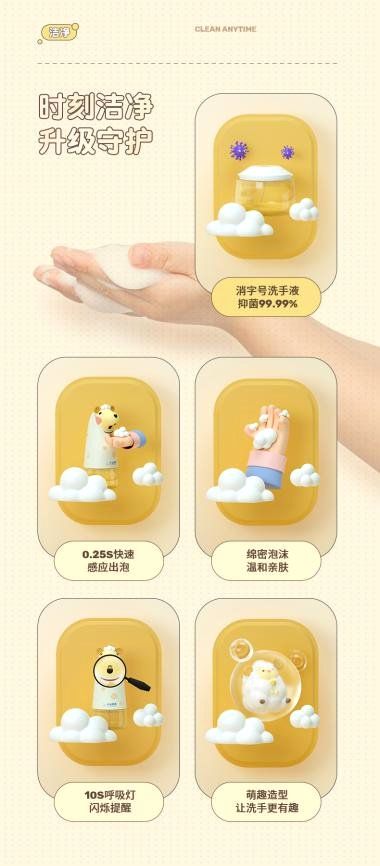 洁净
CLEAN ANYTIME
时刻洁净
升级守护
消字号洗手液
抑菌99.99%
0.25S快速
感应出泡
绵密泡沫
温和亲肤
10S呼吸灯
闪烁提醒
萌趣造型
让洗手更有趣